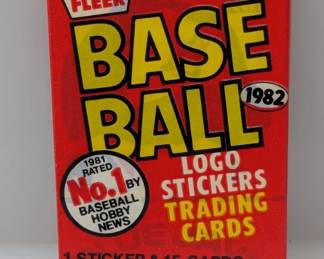 FLEER
BASE
BALL
1982
LOGO
STICKERS
TRADING
CARDS
1981
RATED
No.1 BY
BASEBALL
HOBBY
NEWS
1 STICKER & 15 CARDS